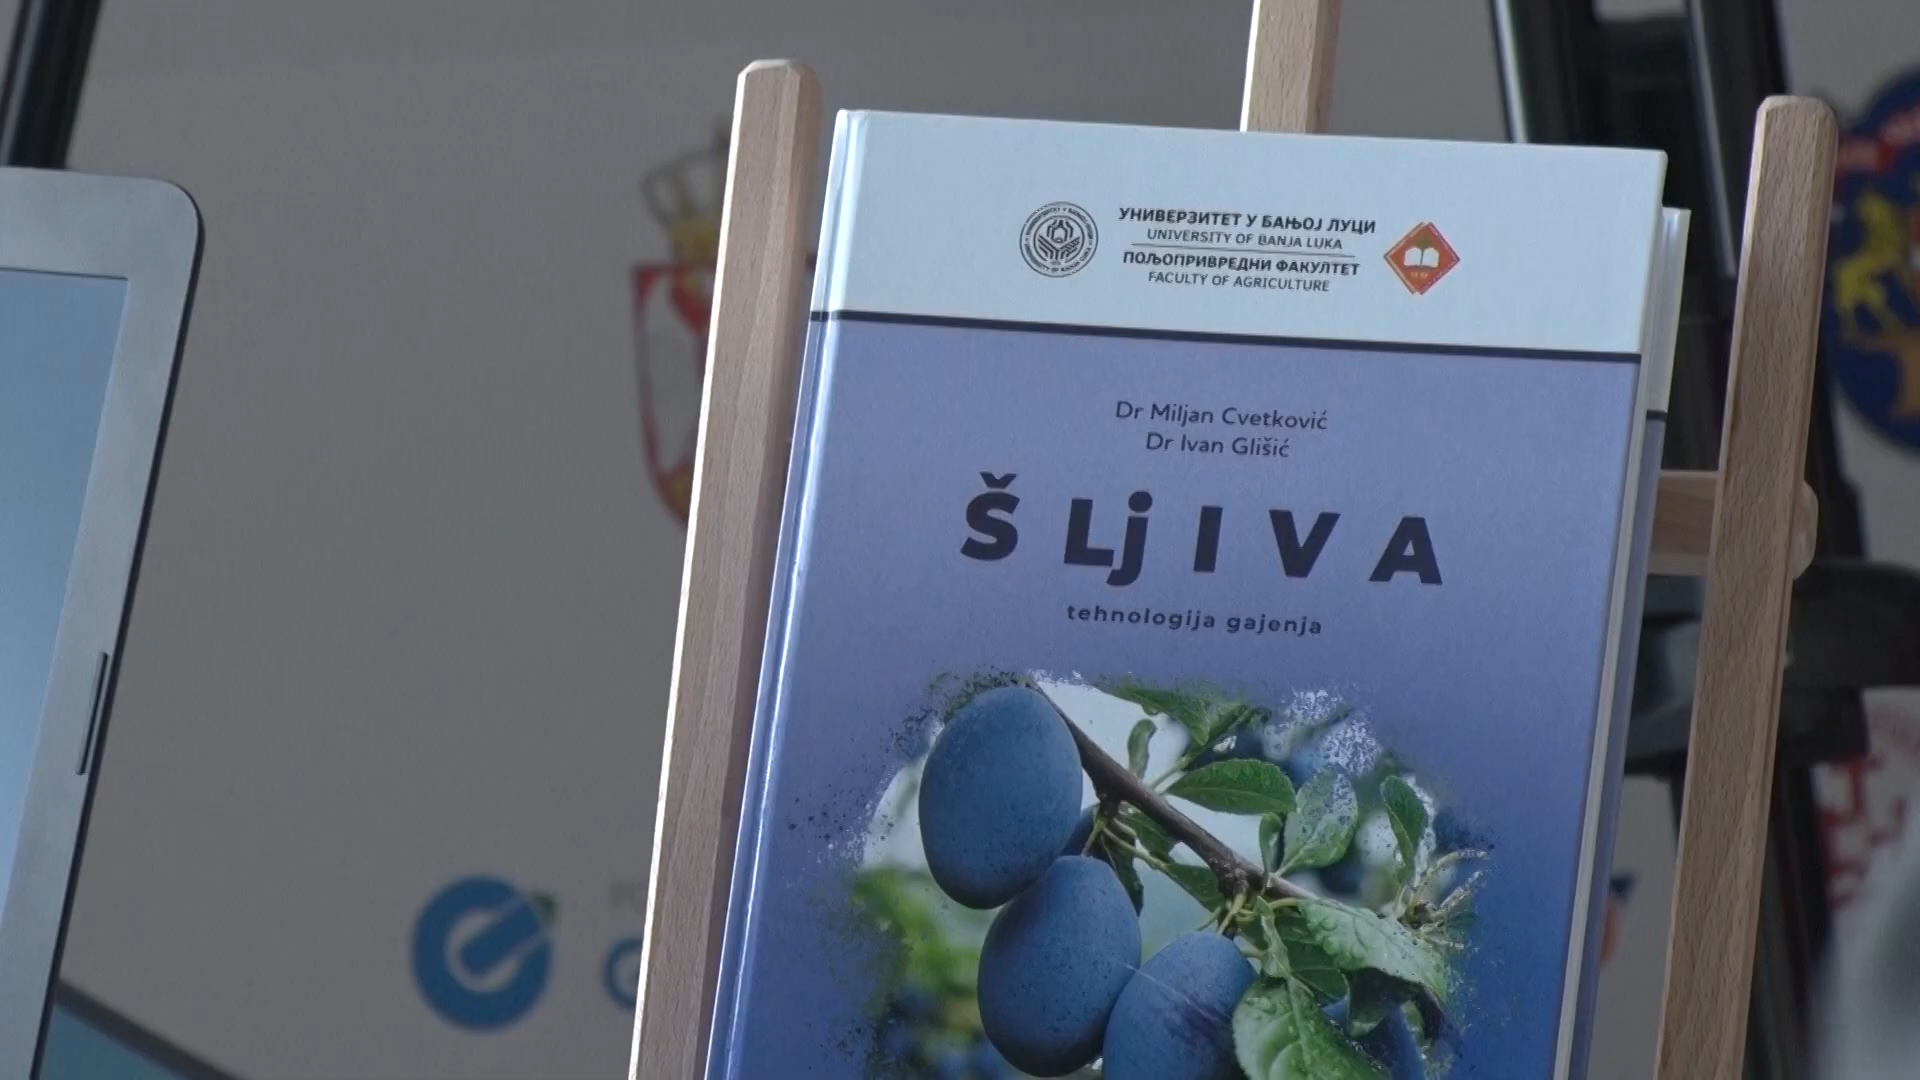 УНИВЕРЗИТЕТ У БАЊОЈ ЛУЦИ
UNIVERSITY OF BANJA LUKA
ПОЉОПРИВРЕДНИ ФАКУЛТЕТ
FACULTY OF AGRICULTURE
Dr Miljan Cvetković
Dr Ivan Glišić
ŠLjIVA
tehnologija gajenja